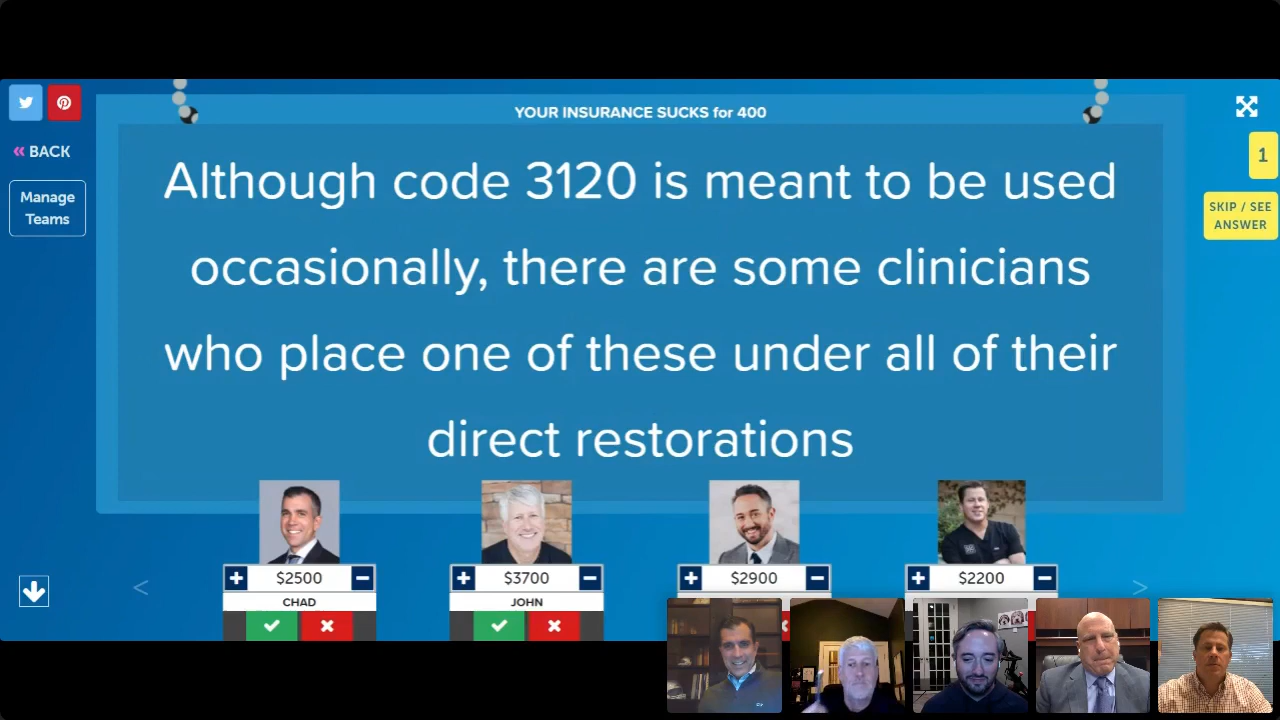 YOUR INSURANCE SUCKS for 400
« BACK
Manage
Teams
1
SKIP / SEE
ANSWER
Although code 3120 is meant to be used
occasionally, there are some clinicians
who place one of these under all of their
direct restorations
$2500
$3700
$2900
$2200
CHAD
JOHN